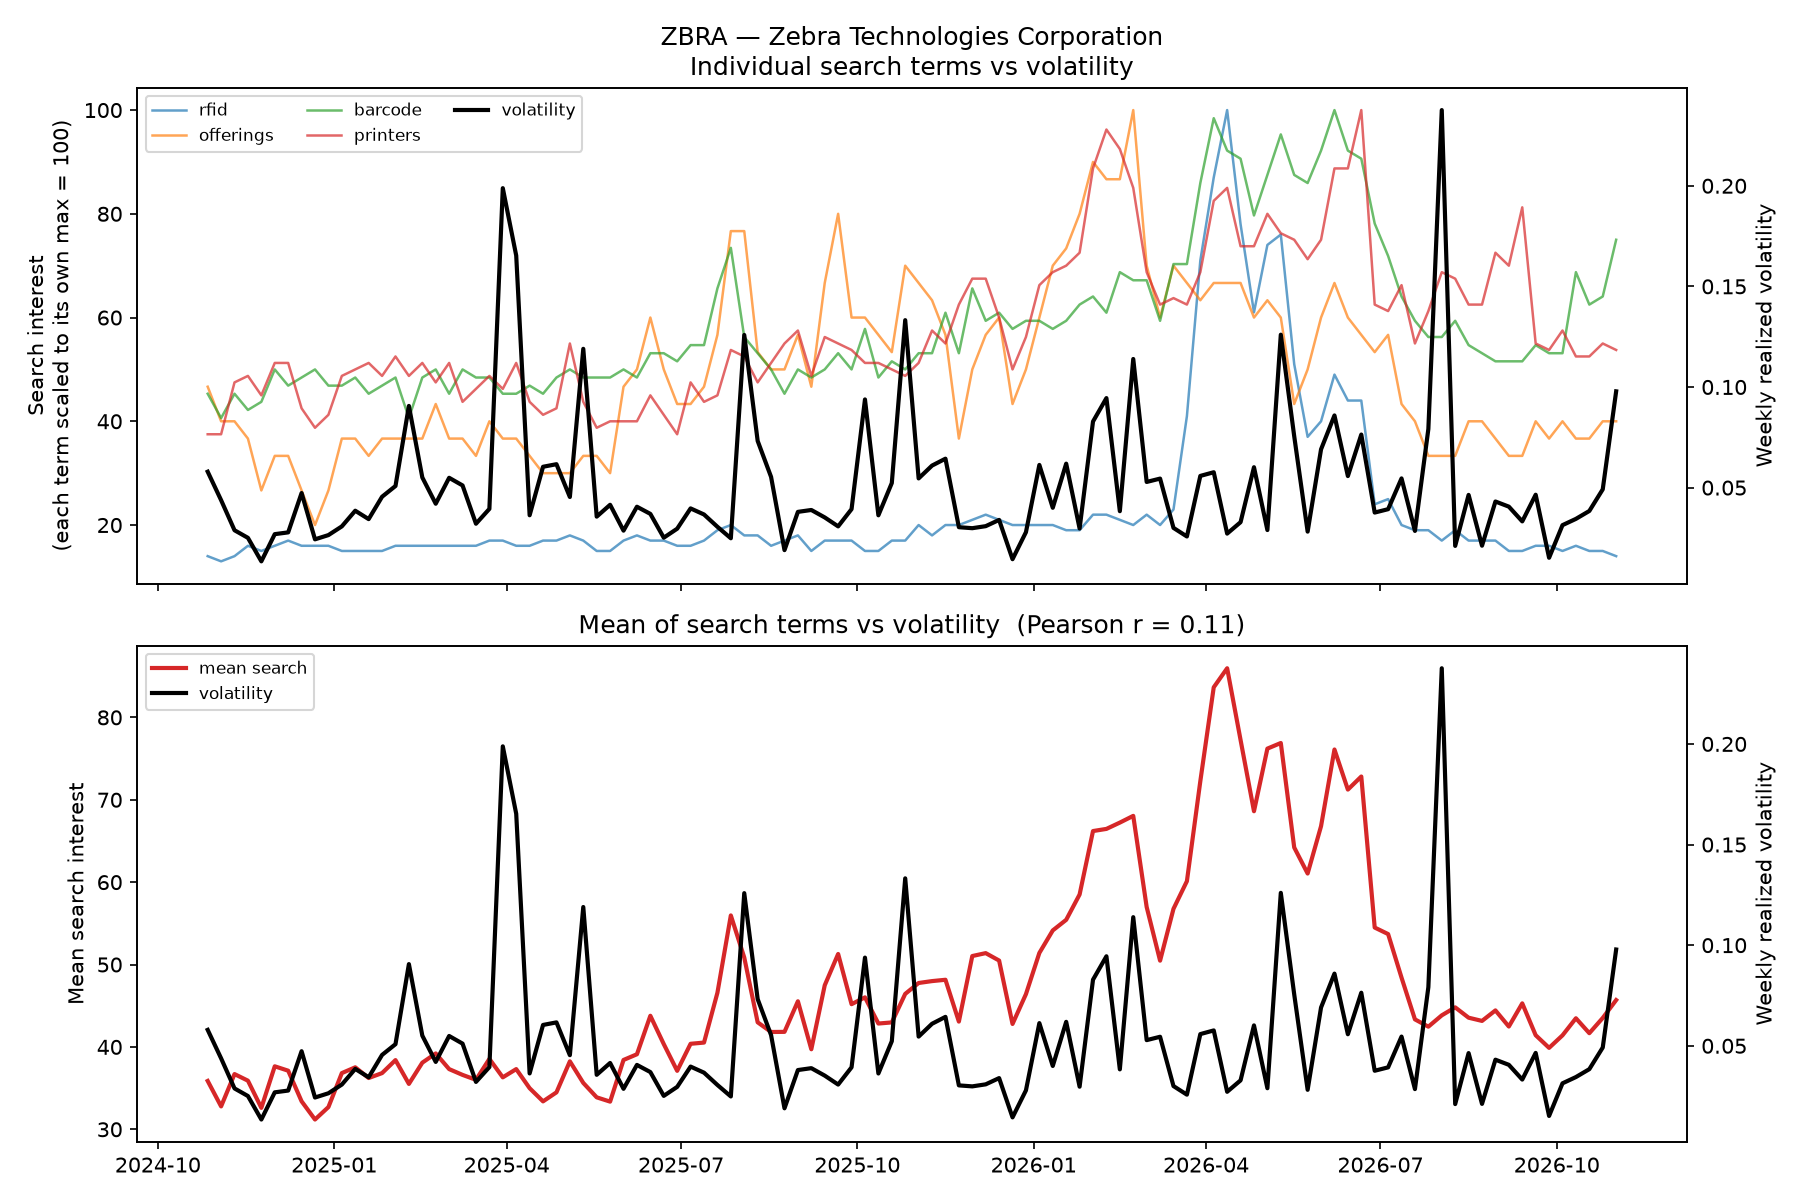 ZBRA — Zebra Technologies Corporation
Individual search terms vs volatility
rfid
offerings
barcode
printers
volatility
Search interest
(each term scaled to its own max = 100)
100
80
60
40
20
0.20
0.15
0.10
0.05
Weekly realized volatility
Mean of search terms vs volatility (Pearson r = 0.11)
mean search
volatility
Mean search interest
80
70
60
50
40
30
0.20
0.15
0.10
0.05
Weekly realized volatility
2024-10
2025-01
2025-04
2025-07
2025-10
2026-01
2026-04
2026-07
2026-10